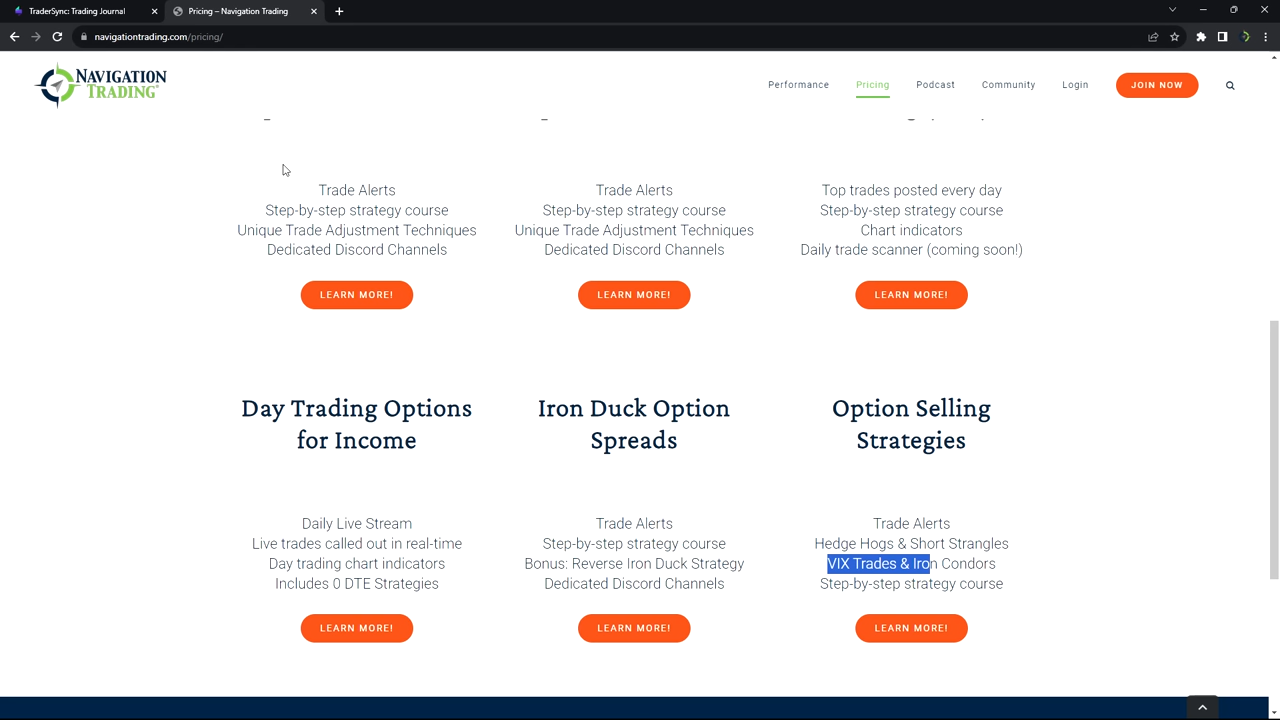 TraderSync: Trading Journal
Pricing – Navigation Trading
navigationtrading.com/pricing/
NAVIGATION
TRADING
Performance
Pricing
Podcast
Community
Login
JOIN NOW
Trade Alerts
Step-by-step strategy course
Unique Trade Adjustment Techniques
Dedicated Discord Channels
LEARN MORE!
Trade Alerts
Step-by-step strategy course
Unique Trade Adjustment Techniques
Dedicated Discord Channels
LEARN MORE!
Top trades posted every day
Step-by-step strategy course
Chart indicators
Daily trade scanner (coming soon!)
LEARN MORE!
Day Trading Options
for Income
Daily Live Stream
Live trades called out in real-time
Day trading chart indicators
Includes 0 DTE Strategies
LEARN MORE!
Iron Duck Option
Spreads
Trade Alerts
Step-by-step strategy course
Bonus: Reverse Iron Duck Strategy
Dedicated Discord Channels
LEARN MORE!
Option Selling
Strategies
Trade Alerts
Hedge Hogs & Short Strangles
VIX Trades & Iron Condors
Step-by-step strategy course
LEARN MORE!